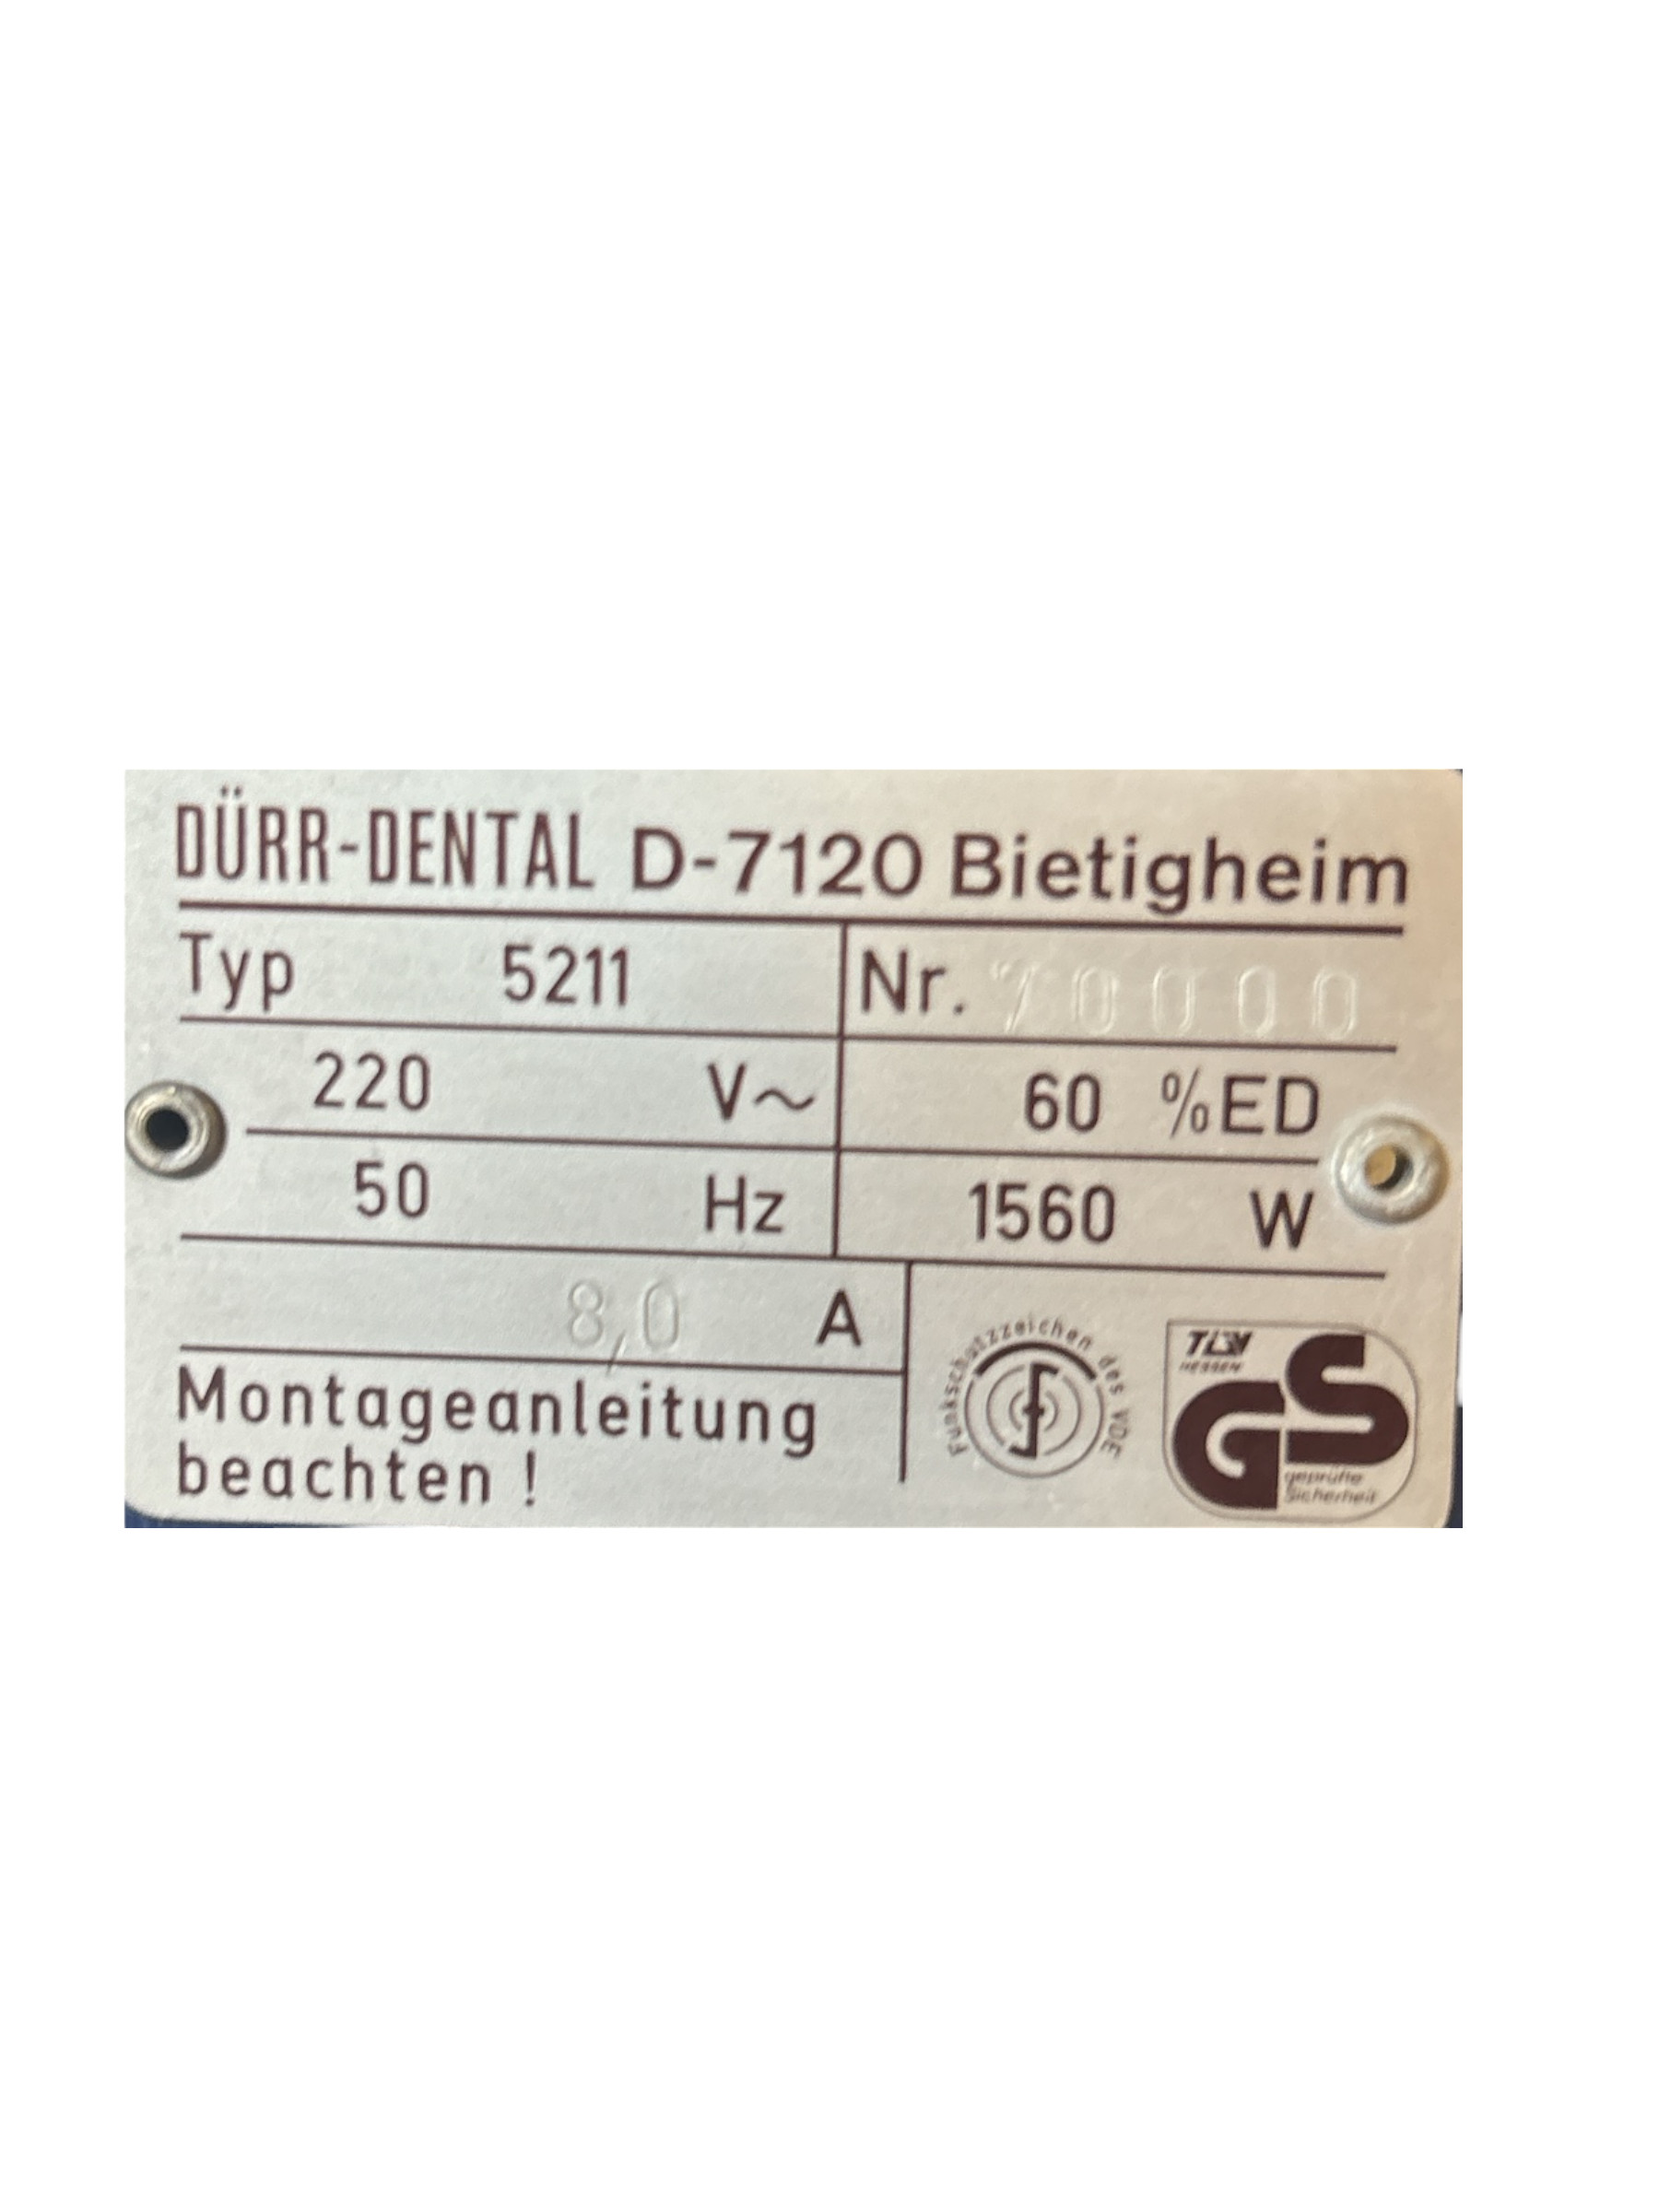 DÜRR-DENTAL D-7120 Bietigheim
Typ 5211 Nr. 70000
220 V~ 60 %ED
50 Hz 1560 W
8,0 A
Montageanleitung
beachten !
Funkschutzzeichen des VDE
TÜV
HESSEN
GS
geprüfte
Sicherheit